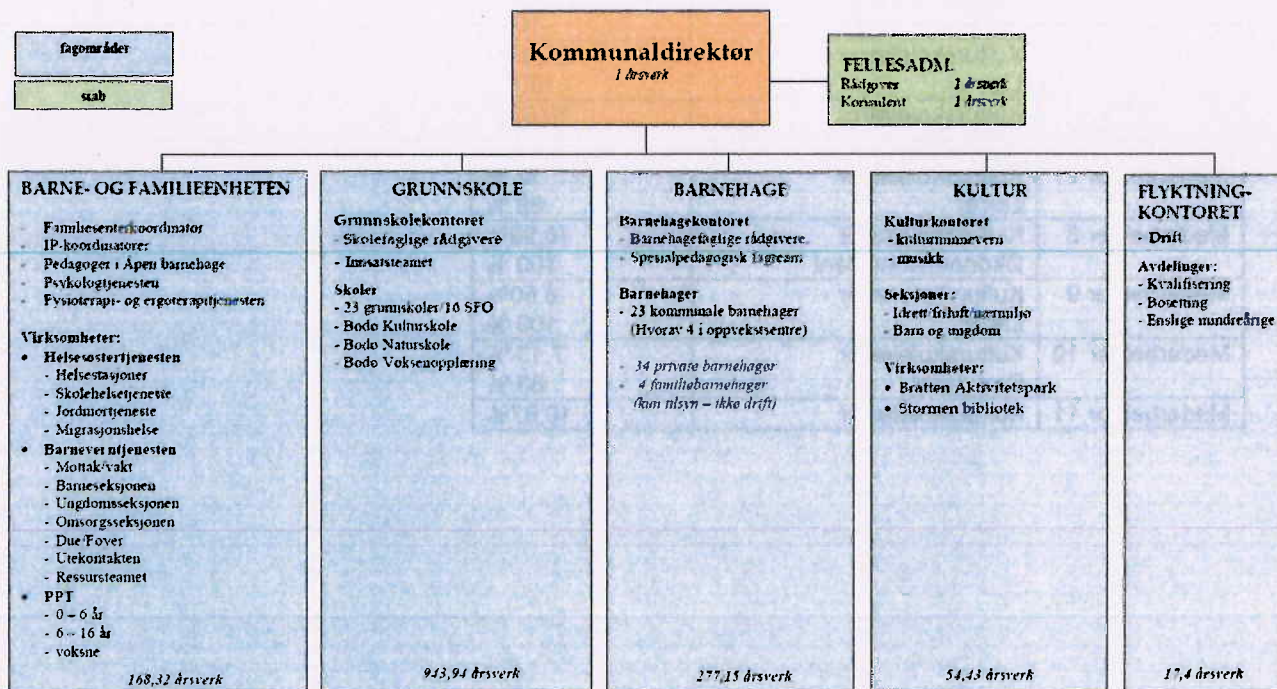 fagområder
stab
Kommunaldirektør
1 årsverk
FELLESADM.
Rådgiver 1 årsverk
Konsulent 1 årsverk
BARNE- OG FAMILIEENHETEN
- Familiesenterkoordinator
- IP-koordinatorer
- Pedagoger i Åpen barnehage
- Psykologtjenesten
- Fysioterapi- og ergoterapitjenesten
Virksomheter:
• Helsesøstertjenesten
- Helsestasjoner
- Skolehelsetjeneste
- Jordmortjeneste
- Migrasjonshelse
• Barneverntjenesten
- Mottak/vakt
- Barneseksjonen
- Ungdomsseksjonen
- Omsorgsseksjonen
- Due/Fover
- Utekontakten
- Ressursteamet
• PPT
- 0 – 6 år
- 6 – 16 år
- voksne
168,32 årsverk
GRUNNSKOLE
Grunnskolekontoret
- Skolefaglige rådgivere
- Innsatsteamet
Skoler
- 23 grunnskoler/16 SFO
- Bodø Kulturskole
- Bodø Naturskole
- Bodø Voksenopplæring
943,94 årsverk
BARNEHAGE
Barnehagekontoret
- Barnehagefaglige rådgivere
- Spesialpedagogisk fagteam
Barnehager
- 23 kommunale barnehager
(Hvorav 4 i oppvekstsentre)
- 34 private barnehager
- 4 familiebarnehager
(kun tilsyn – ikke drift)
277,15 årsverk
KULTUR
Kulturkontoret
- kulturminnevern
- musikk
Seksjoner:
- Idrett/friluft/nærmiljø
- Barn og ungdom
Virksomheter:
• Bratten Aktivitetspark
• Stormen bibliotek
54,43 årsverk
FLYKTNING-
KONTORET
- Drift
Avdelinger:
- Kvalifisering
- Bosetting
- Enslige mindreårige
17,4 årsverk